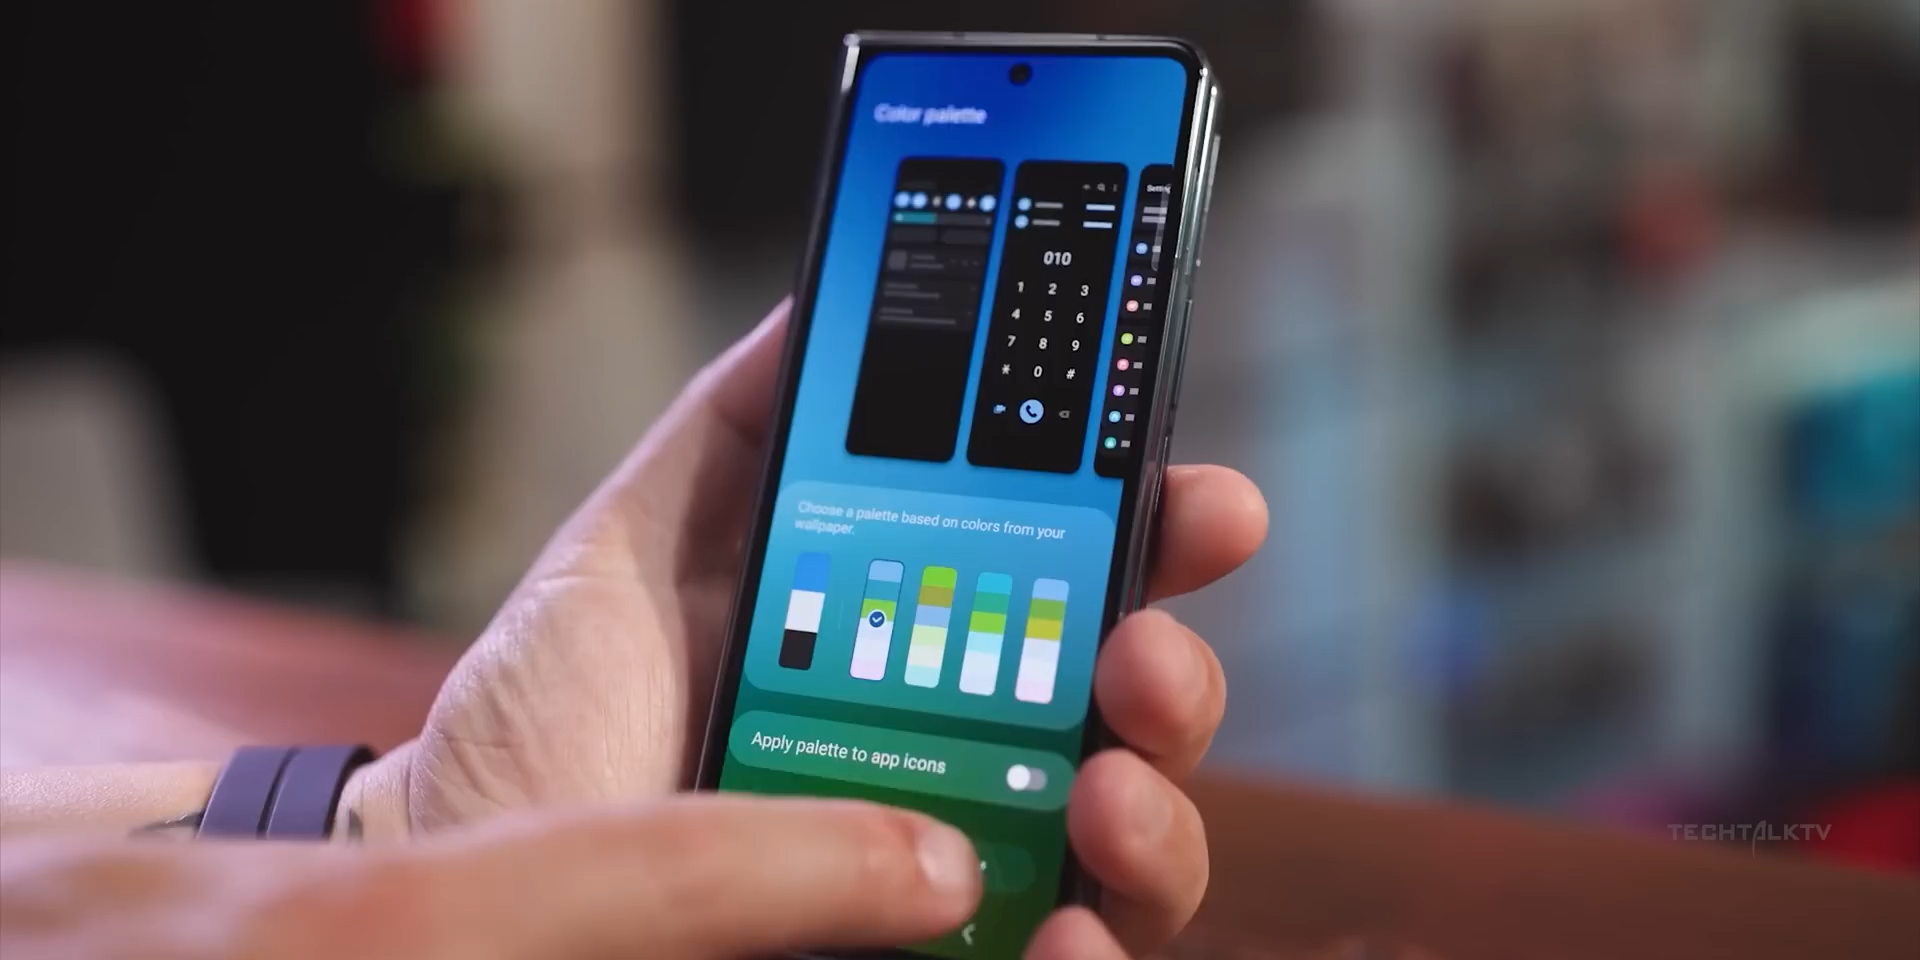 Color palette
Settings
010
1 2 3
4 5 6
7 8 9
* 0 #
Choose a palette based on colors from your
wallpaper.
Apply palette to app icons
TECHTALKTV